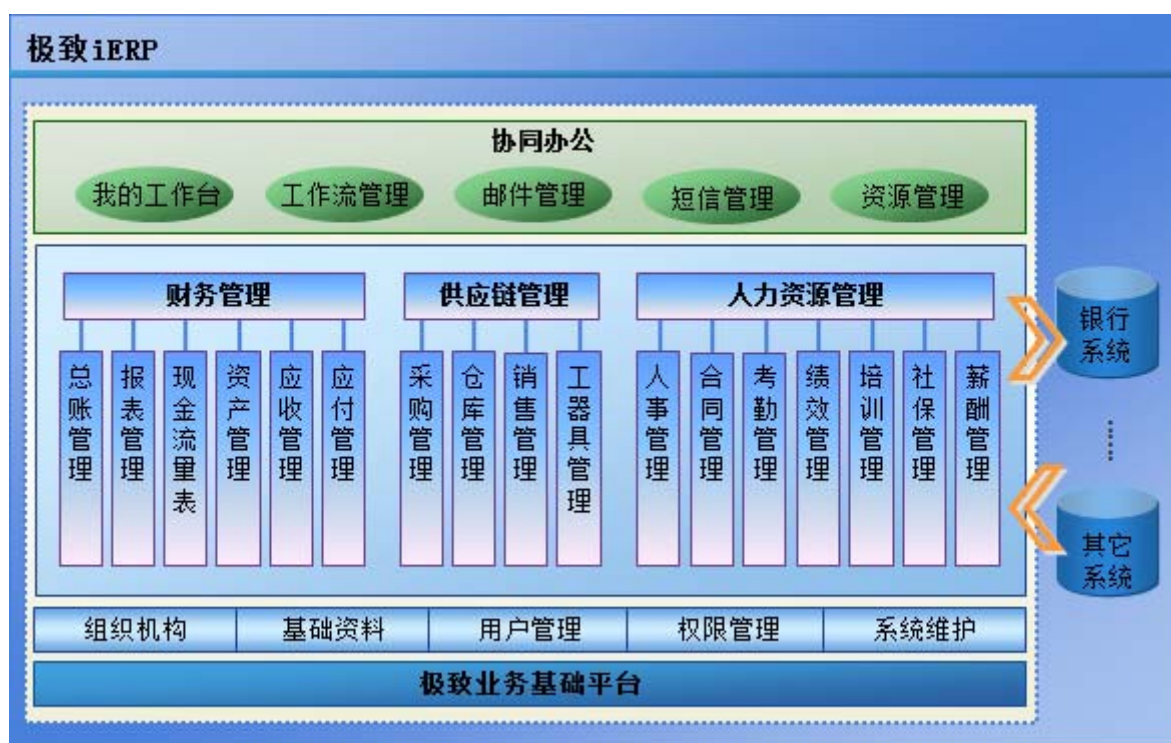 极致iERP
协同办公
我的工作台
工作流管理
邮件管理
短信管理
资源管理
财务管理
供应链管理
人力资源管理
总账管理
报表管理
现金流量表
资产管理
应收管理
应付管理
采购管理
仓库管理
销售管理
工器具管理
人事管理
合同管理
考勤管理
绩效管理
培训管理
社保管理
薪酬管理
银行
系统
其它
系统
组织机构
基础资料
用户管理
权限管理
系统维护
极致业务基础平台